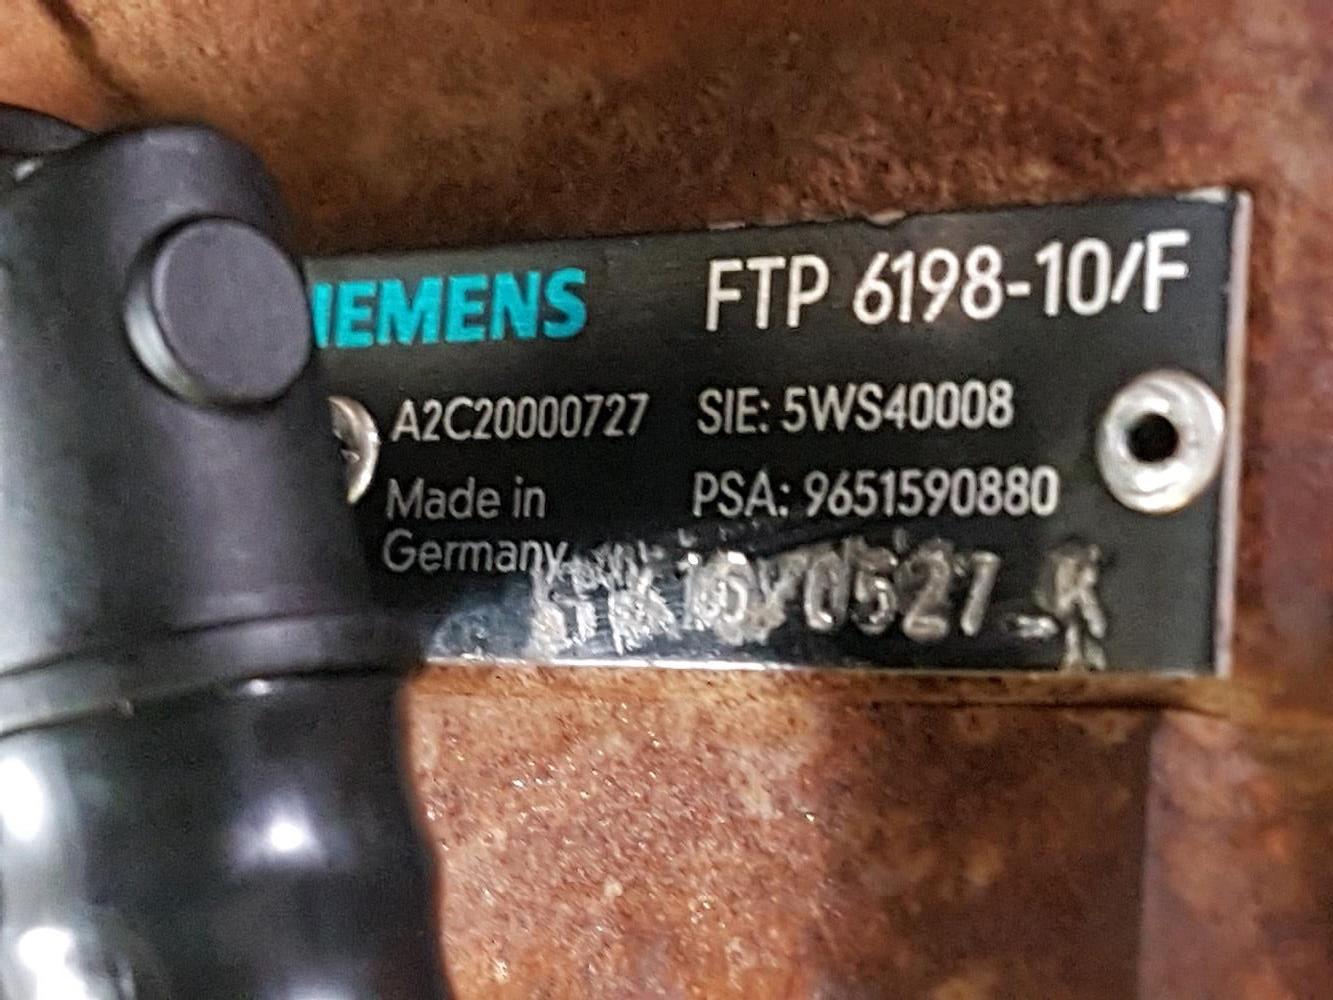 IEMENS FTP 6198-10/F
A2C20000727 SIE: 5WS40008
Made in PSA: 9651590880
Germany